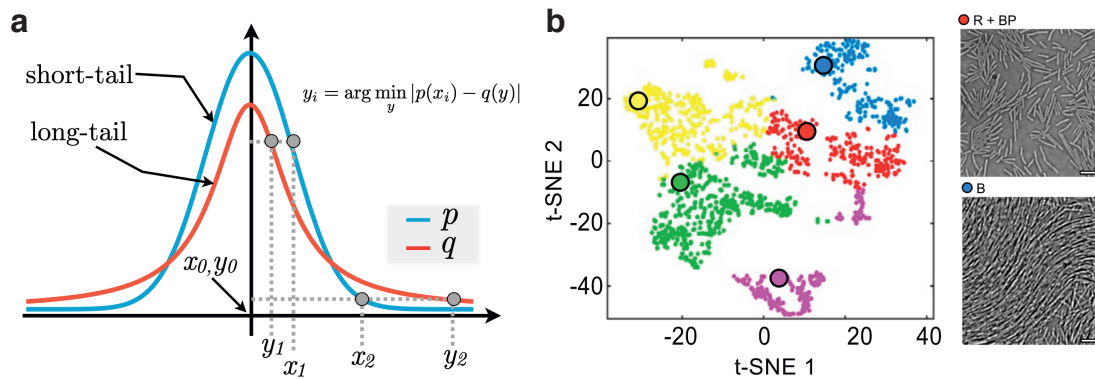 a
short-tail
long-tail
y_i = arg min_y |p(x_i) − q(y)|
p
q
x_0,y_0
y_1
x_1
x_2
y_2
b
20
0
-20
-40
t-SNE 2
-20
0
20
40
t-SNE 1
R + BP
B